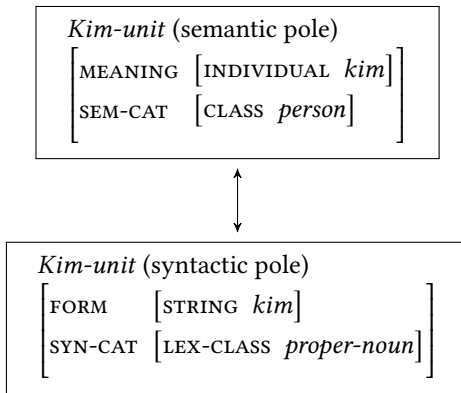 Kim-unit (semantic pole)
[MEANING [INDIVIDUAL kim]
SEM-CAT [CLASS person]]
Kim-unit (syntactic pole)
[FORM [STRING kim]
SYN-CAT [LEX-CLASS proper-noun]]